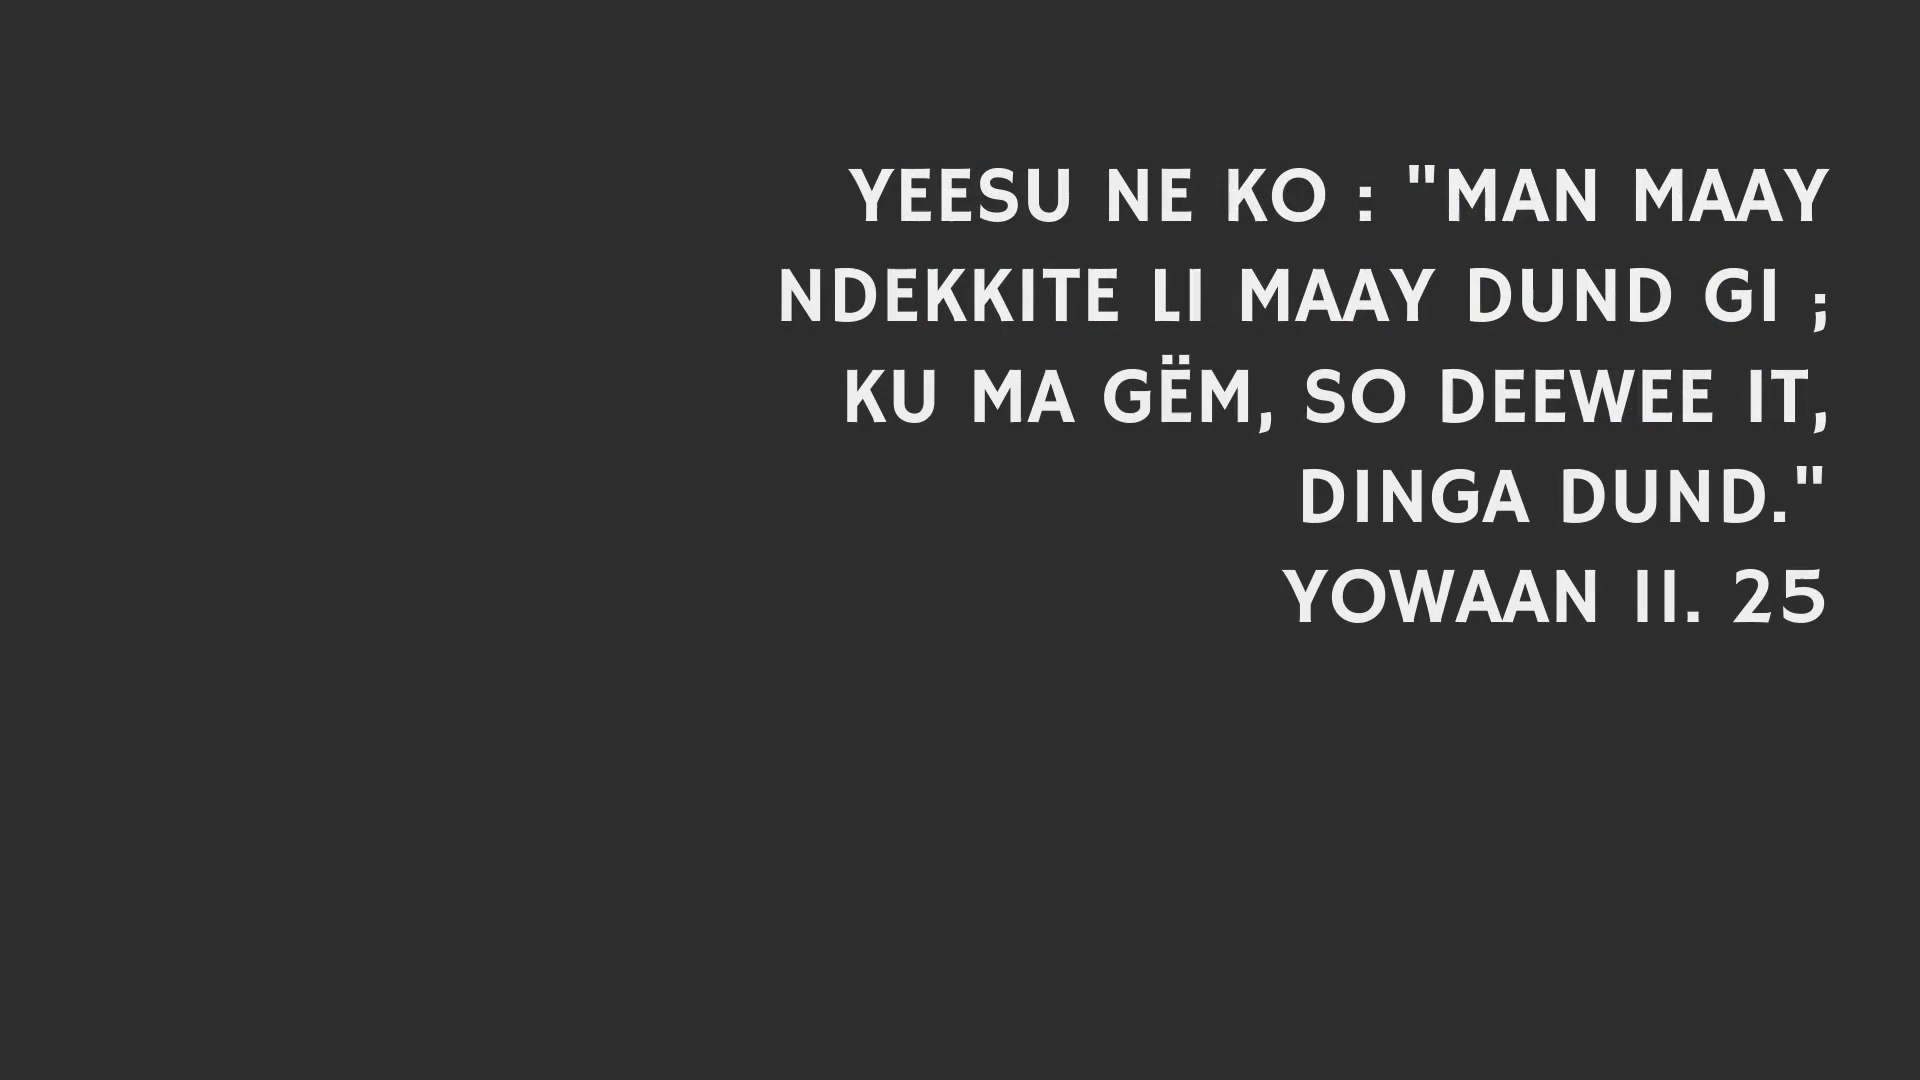 YEESU NE KO : "MAN MAAY
NDEKKITE LI MAAY DUND GI ;
KU MA GËM, SO DEEWEE IT,
DINGA DUND."
YOWAAN 11. 25